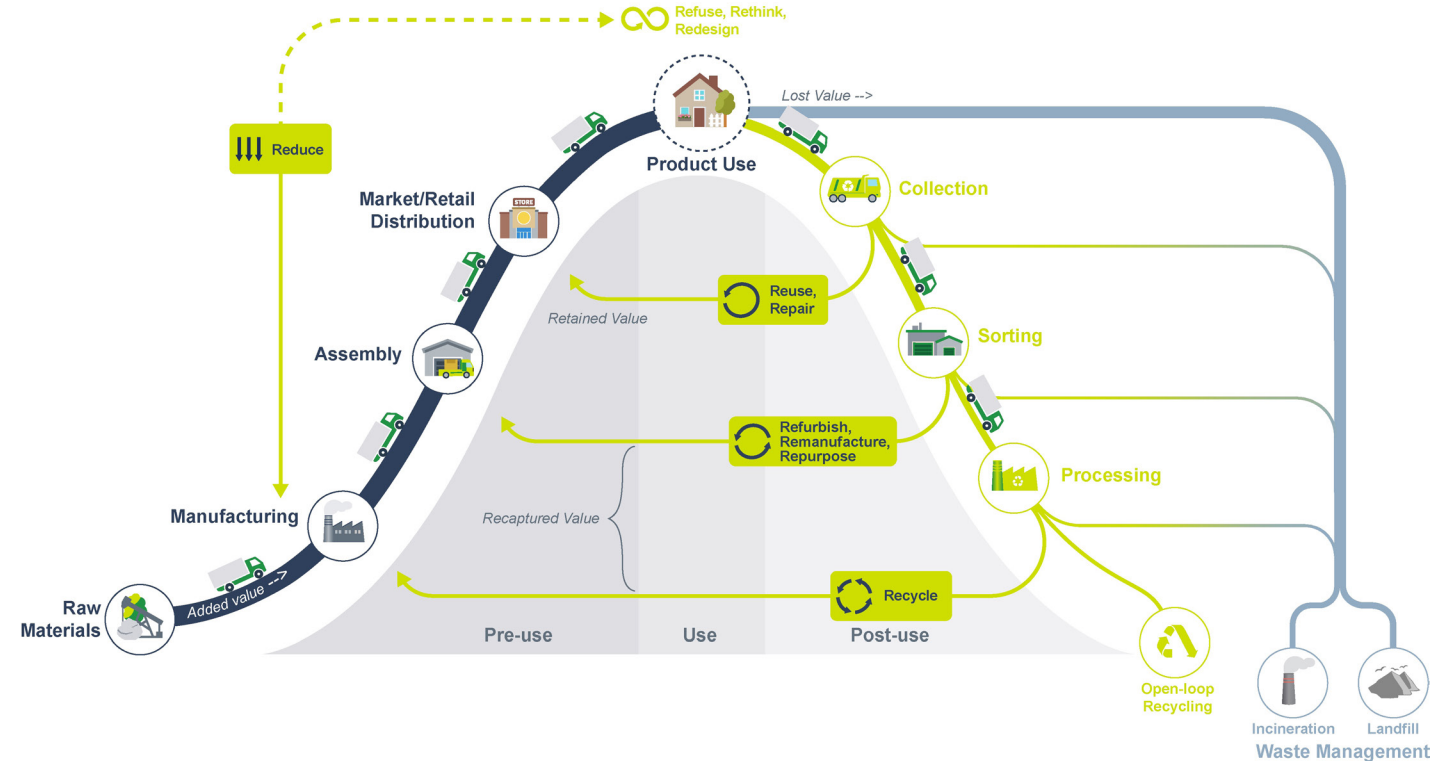 Refuse, Rethink,
Redesign
Reduce
Lost Value -->
STORE
Product Use
Market/Retail
Distribution
Collection
Reuse,
Repair
Retained Value
Assembly
Sorting
Refurbish,
Remanufacture,
Repurpose
Processing
Manufacturing
Recaptured Value
Added value -->
Recycle
Raw
Materials
Pre-use
Use
Post-use
Open-loop
Recycling
Incineration
Landfill
Waste Management